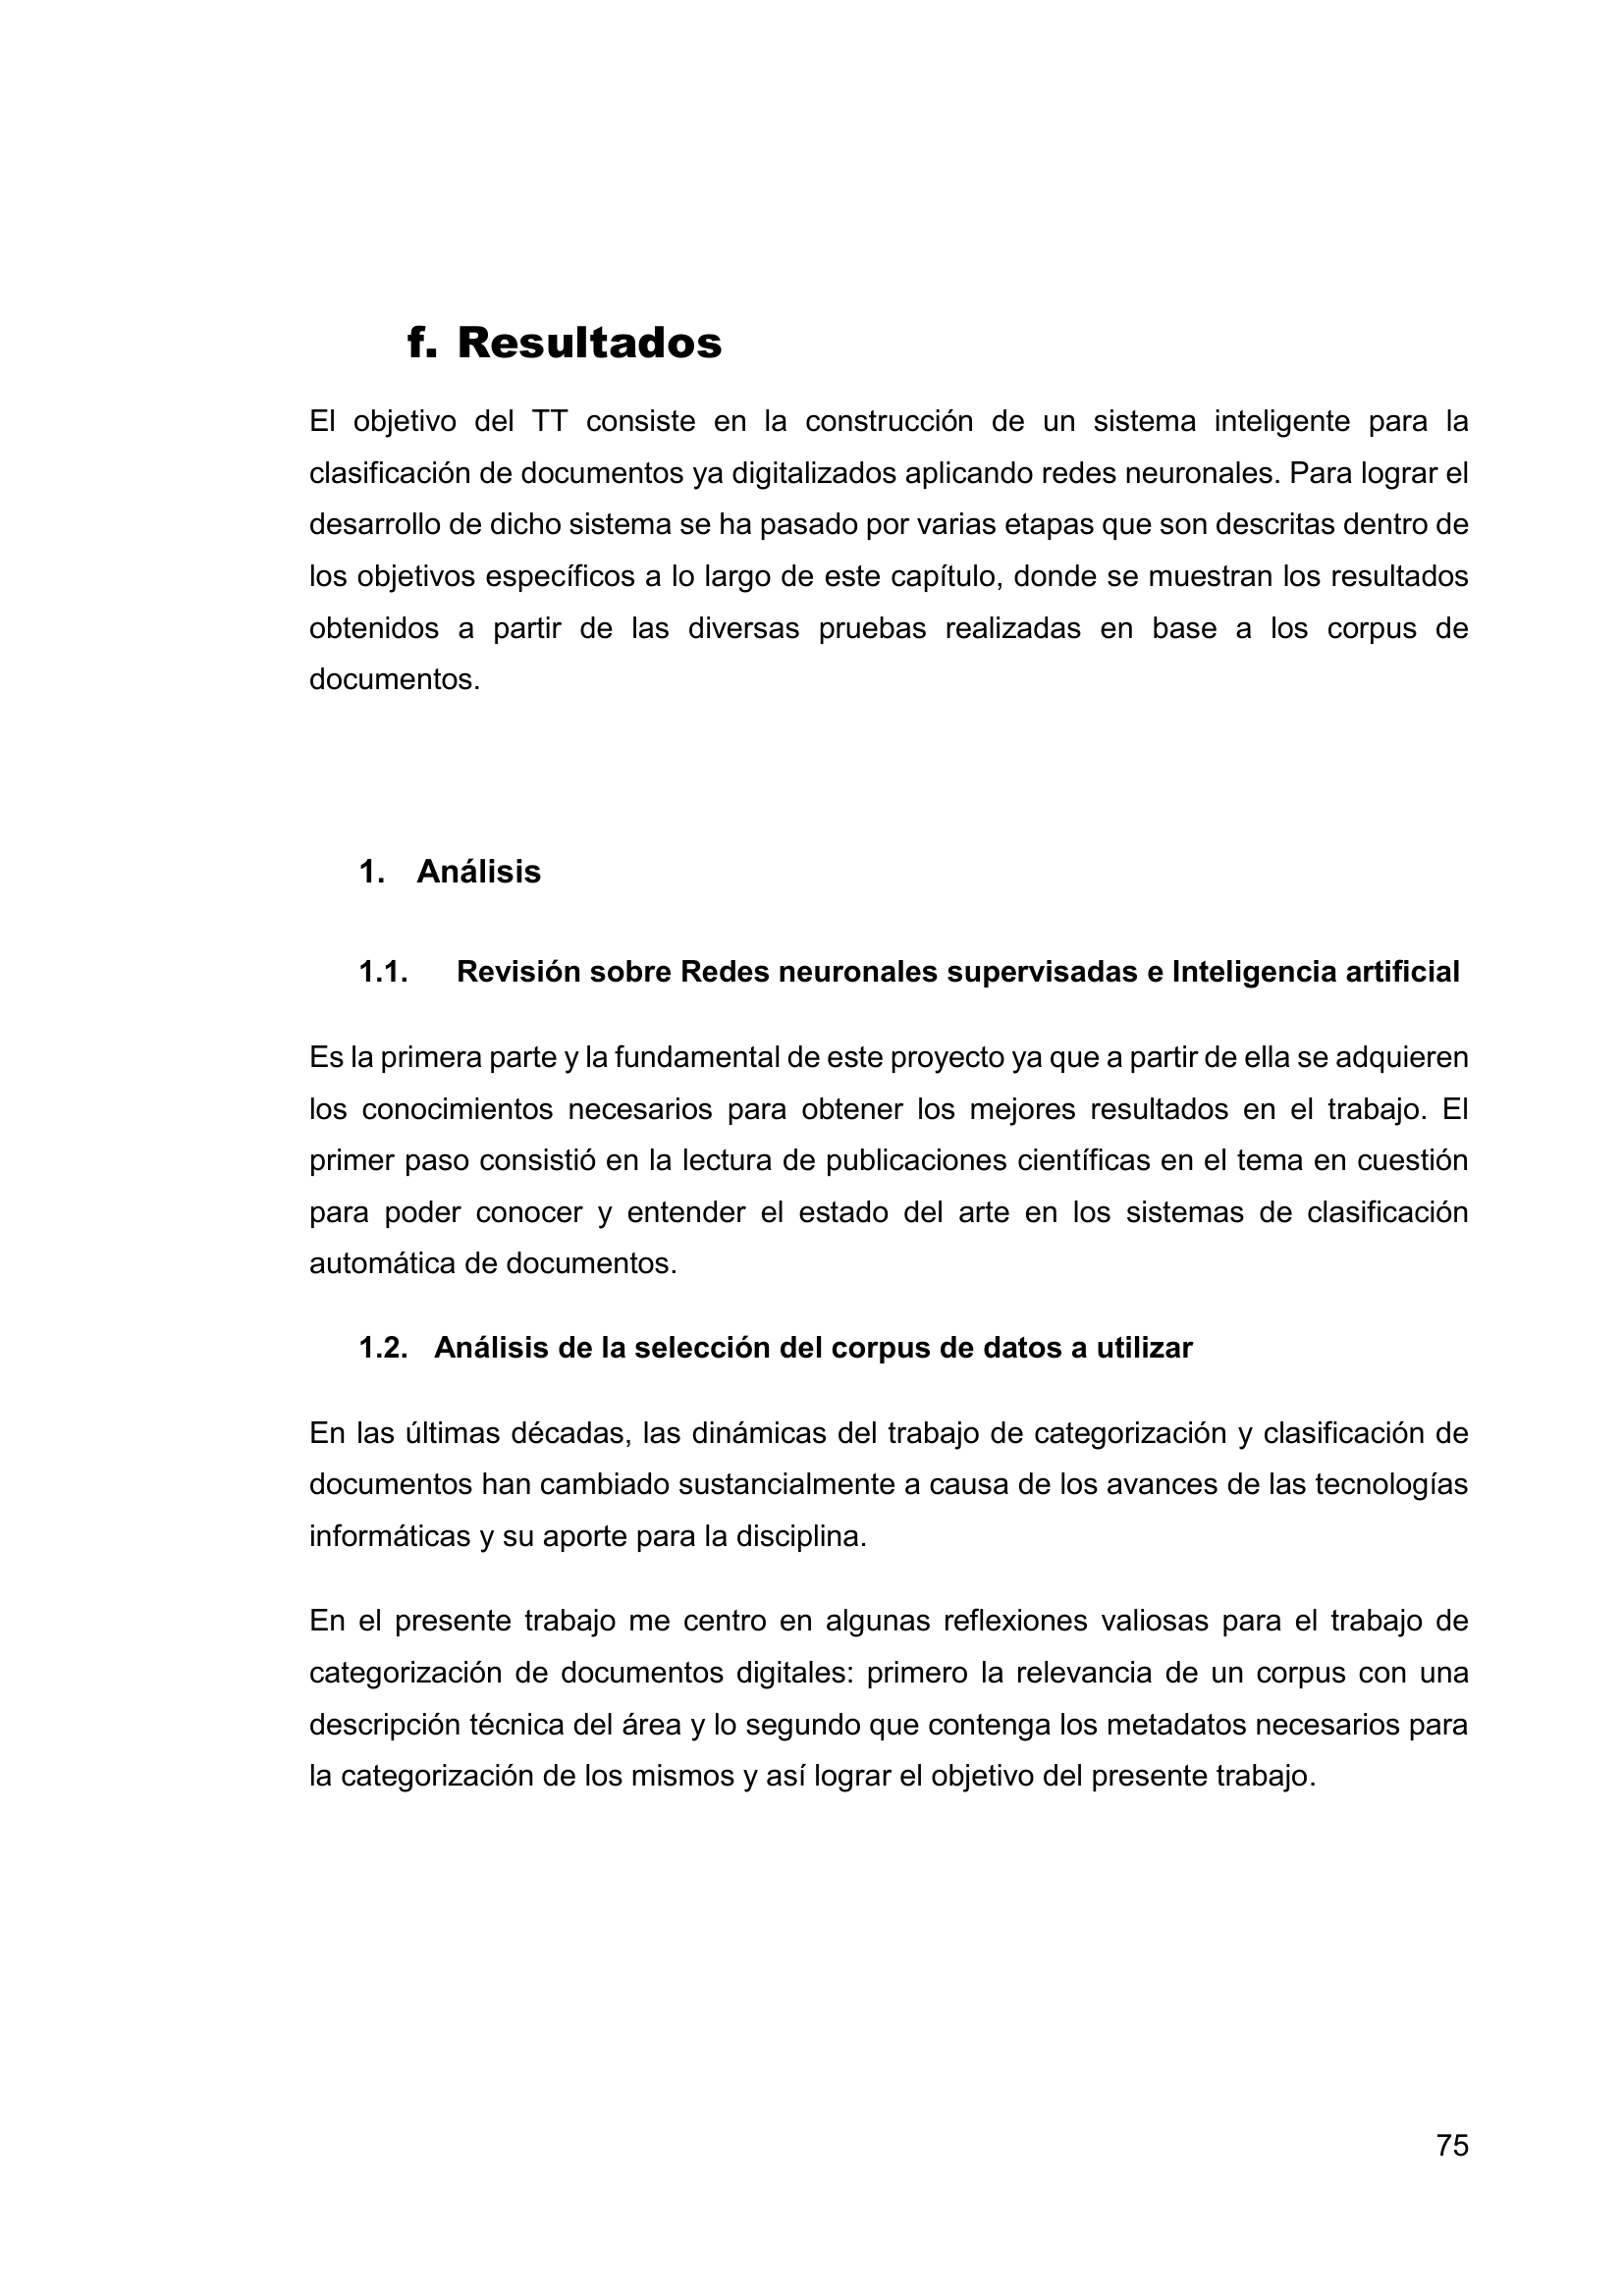 f. Resultados
El objetivo del TT consiste en la construcción de un sistema inteligente para la
clasificación de documentos ya digitalizados aplicando redes neuronales. Para lograr el
desarrollo de dicho sistema se ha pasado por varias etapas que son descritas dentro de
los objetivos específicos a lo largo de este capítulo, donde se muestran los resultados
obtenidos a partir de las diversas pruebas realizadas en base a los corpus de
documentos.
1. Análisis
1.1. Revisión sobre Redes neuronales supervisadas e Inteligencia artificial
Es la primera parte y la fundamental de este proyecto ya que a partir de ella se adquieren
los conocimientos necesarios para obtener los mejores resultados en el trabajo. El
primer paso consistió en la lectura de publicaciones científicas en el tema en cuestión
para poder conocer y entender el estado del arte en los sistemas de clasificación
automática de documentos.
1.2. Análisis de la selección del corpus de datos a utilizar
En las últimas décadas, las dinámicas del trabajo de categorización y clasificación de
documentos han cambiado sustancialmente a causa de los avances de las tecnologías
informáticas y su aporte para la disciplina.
En el presente trabajo me centro en algunas reflexiones valiosas para el trabajo de
categorización de documentos digitales: primero la relevancia de un corpus con una
descripción técnica del área y lo segundo que contenga los metadatos necesarios para
la categorización de los mismos y así lograr el objetivo del presente trabajo.
75